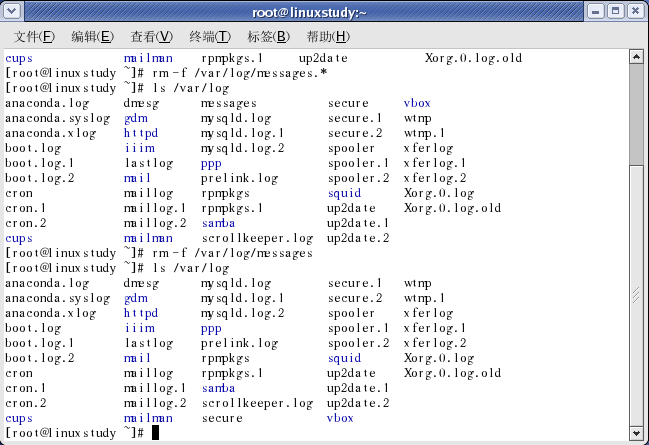 root@linuxstudy:~
文件(F) 编辑(E) 查看(V) 终端(T) 标签(B) 帮助(H)
cups mailman rpmpkgs.1 up2date Xorg.0.log.old
[root@linuxstudy ~]# rm -f /var/log/messages.*
[root@linuxstudy ~]# ls /var/log
anaconda.log dmesg messages secure vbox
anaconda.syslog gdm mysqld.log secure.1 wtmp
anaconda.xlog httpd mysqld.log.1 secure.2 wtmp.1
boot.log iiim mysqld.log.2 spooler xferlog
boot.log.1 lastlog ppp spooler.1 xferlog.1
boot.log.2 mail prelink.log spooler.2 xferlog.2
cron maillog rpmpkgs squid Xorg.0.log
cron.1 maillog.1 rpmpkgs.1 up2date Xorg.0.log.old
cron.2 maillog.2 samba up2date.1
cups mailman scrollkeeper.log up2date.2
[root@linuxstudy ~]# rm -f /var/log/messages
[root@linuxstudy ~]# ls /var/log
anaconda.log dmesg mysqld.log secure.1 wtmp
anaconda.syslog gdm mysqld.log.1 secure.2 wtmp.1
anaconda.xlog httpd mysqld.log.2 spooler xferlog
boot.log iiim ppp spooler.1 xferlog.1
boot.log.1 lastlog prelink.log spooler.2 xferlog.2
boot.log.2 mail rpmpkgs squid Xorg.0.log
cron maillog rpmpkgs.1 up2date Xorg.0.log.old
cron.1 maillog.1 samba up2date.1
cron.2 maillog.2 scrollkeeper.log up2date.2
cups mailman secure vbox
[root@linuxstudy ~]#